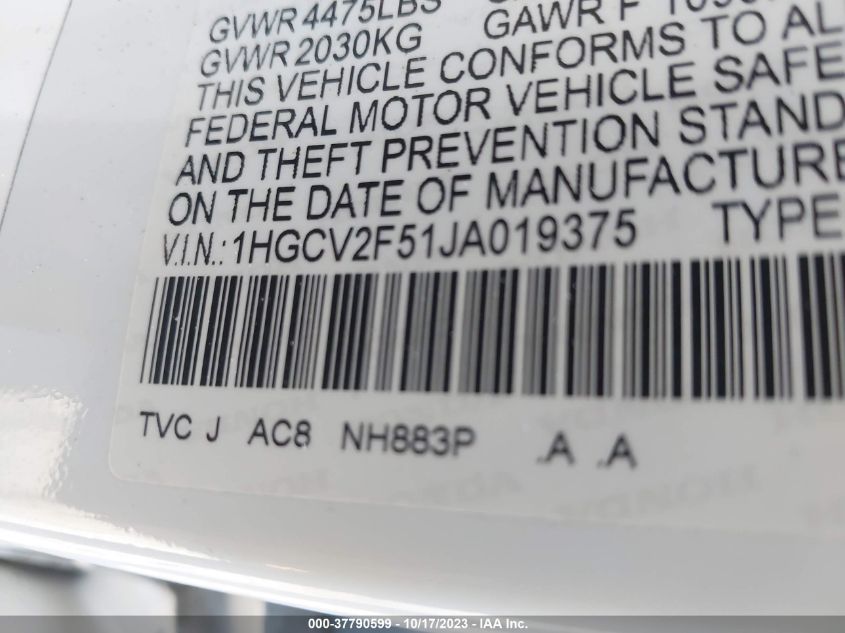 GVWR 4475LBS
GVWR 2030KG GAWR F
THIS VEHICLE CONFORMS TO AL
FEDERAL MOTOR VEHICLE SAFE
AND THEFT PREVENTION STAND
ON THE DATE OF MANUFACTURE
V.I.N.: 1HGCV2F51JA019375 TYPE
TVC J AC8 NH883P .A .A
000-37790599 - 10/17/2023 - IAA Inc.